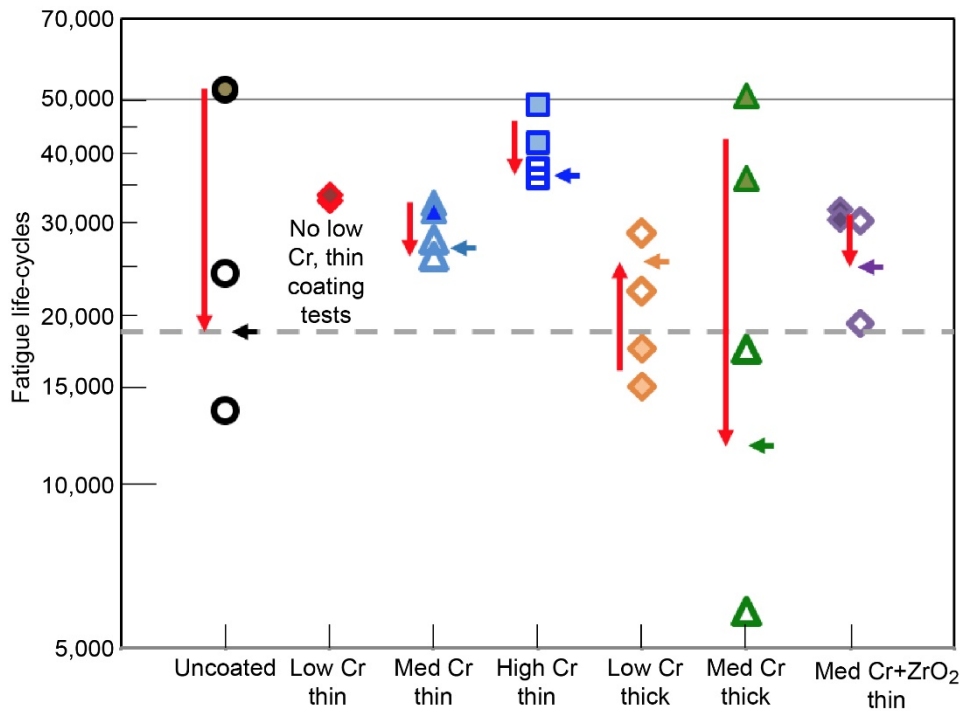 70,000
50,000
40,000
30,000
20,000
15,000
10,000
5,000
Fatigue life-cycles
No low
Cr, thin
coating
tests
Uncoated
Low Cr
thin
Med Cr
thin
High Cr
thin
Low Cr
thick
Med Cr
thick
Med Cr+ZrO₂
thin